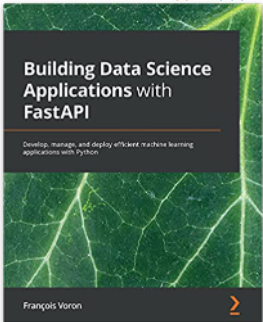 Building Data Science
Applications with
FastAPI
Develop, manage, and deploy efficient machine learning
applications with Python
François Voron